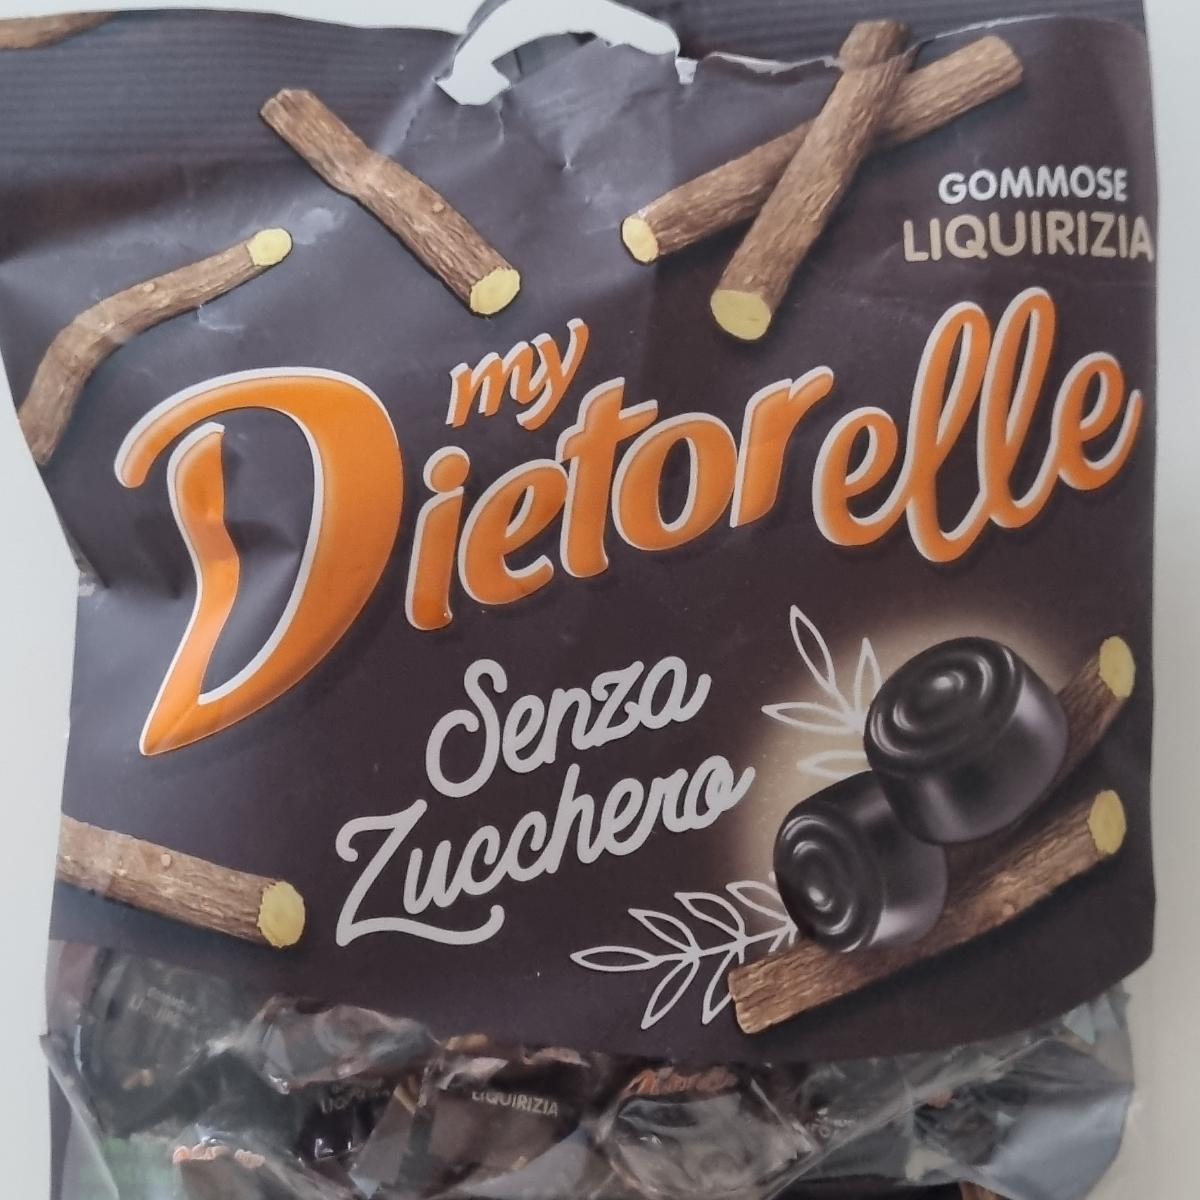 GOMMOSE
LIQUIRIZIA
my
Dietorelle
Senza
Zucchero
LIQUIRIZIA